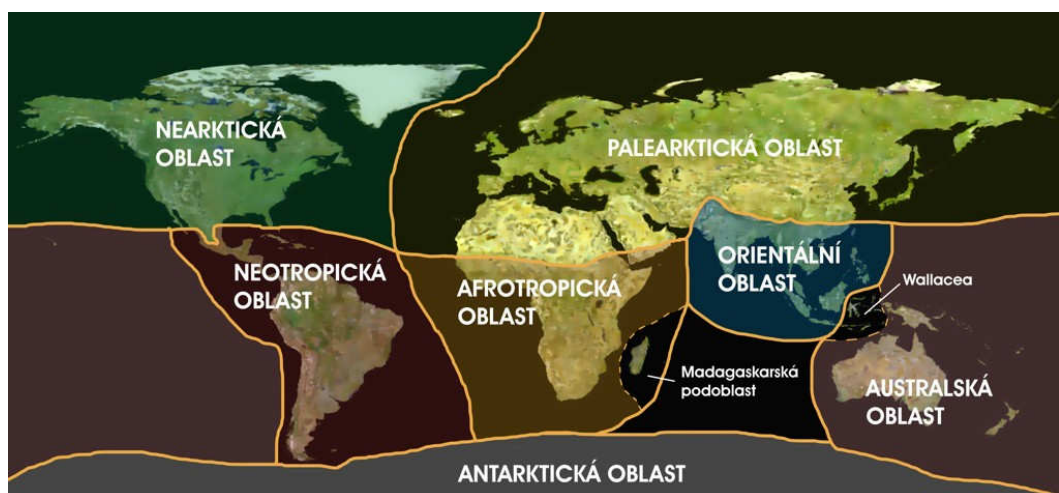 NEARKTICKÁ
OBLAST
PALEARKTICKÁ OBLAST
NEOTROPICKÁ
OBLAST
AFROTROPICKÁ
OBLAST
ORIENTÁLNÍ
OBLAST
Wallacea
Madagaskarská
podoblast
AUSTRALSKÁ
OBLAST
ANTARKTICKÁ OBLAST